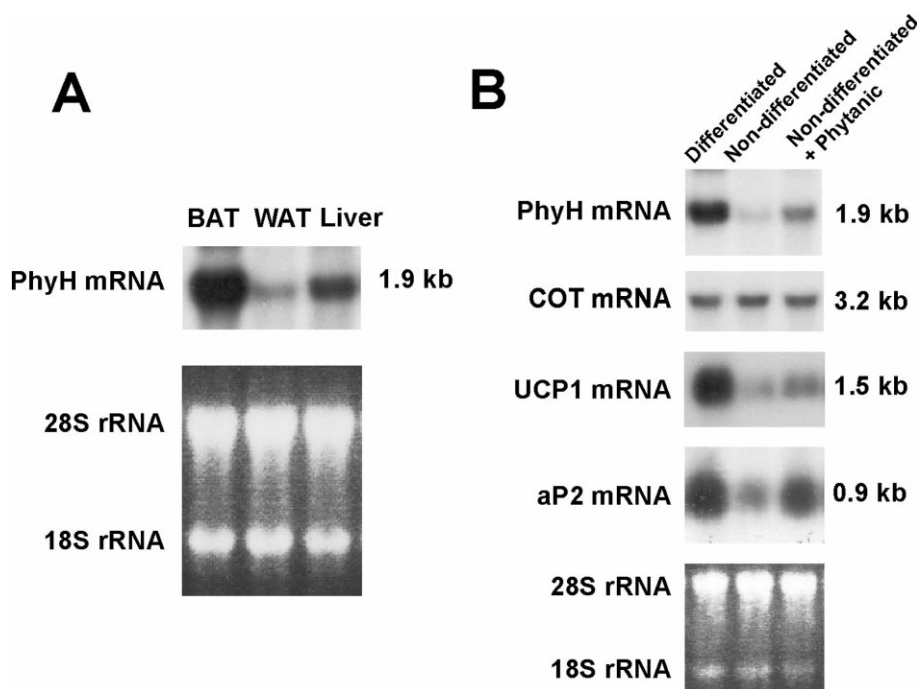 A
BAT WAT Liver
PhyH mRNA 1.9 kb
28S rRNA
18S rRNA
B
Differentiated
Non-differentiated
Non-differentiated
+ Phytanic
PhyH mRNA 1.9 kb
COT mRNA 3.2 kb
UCP1 mRNA 1.5 kb
aP2 mRNA 0.9 kb
28S rRNA
18S rRNA